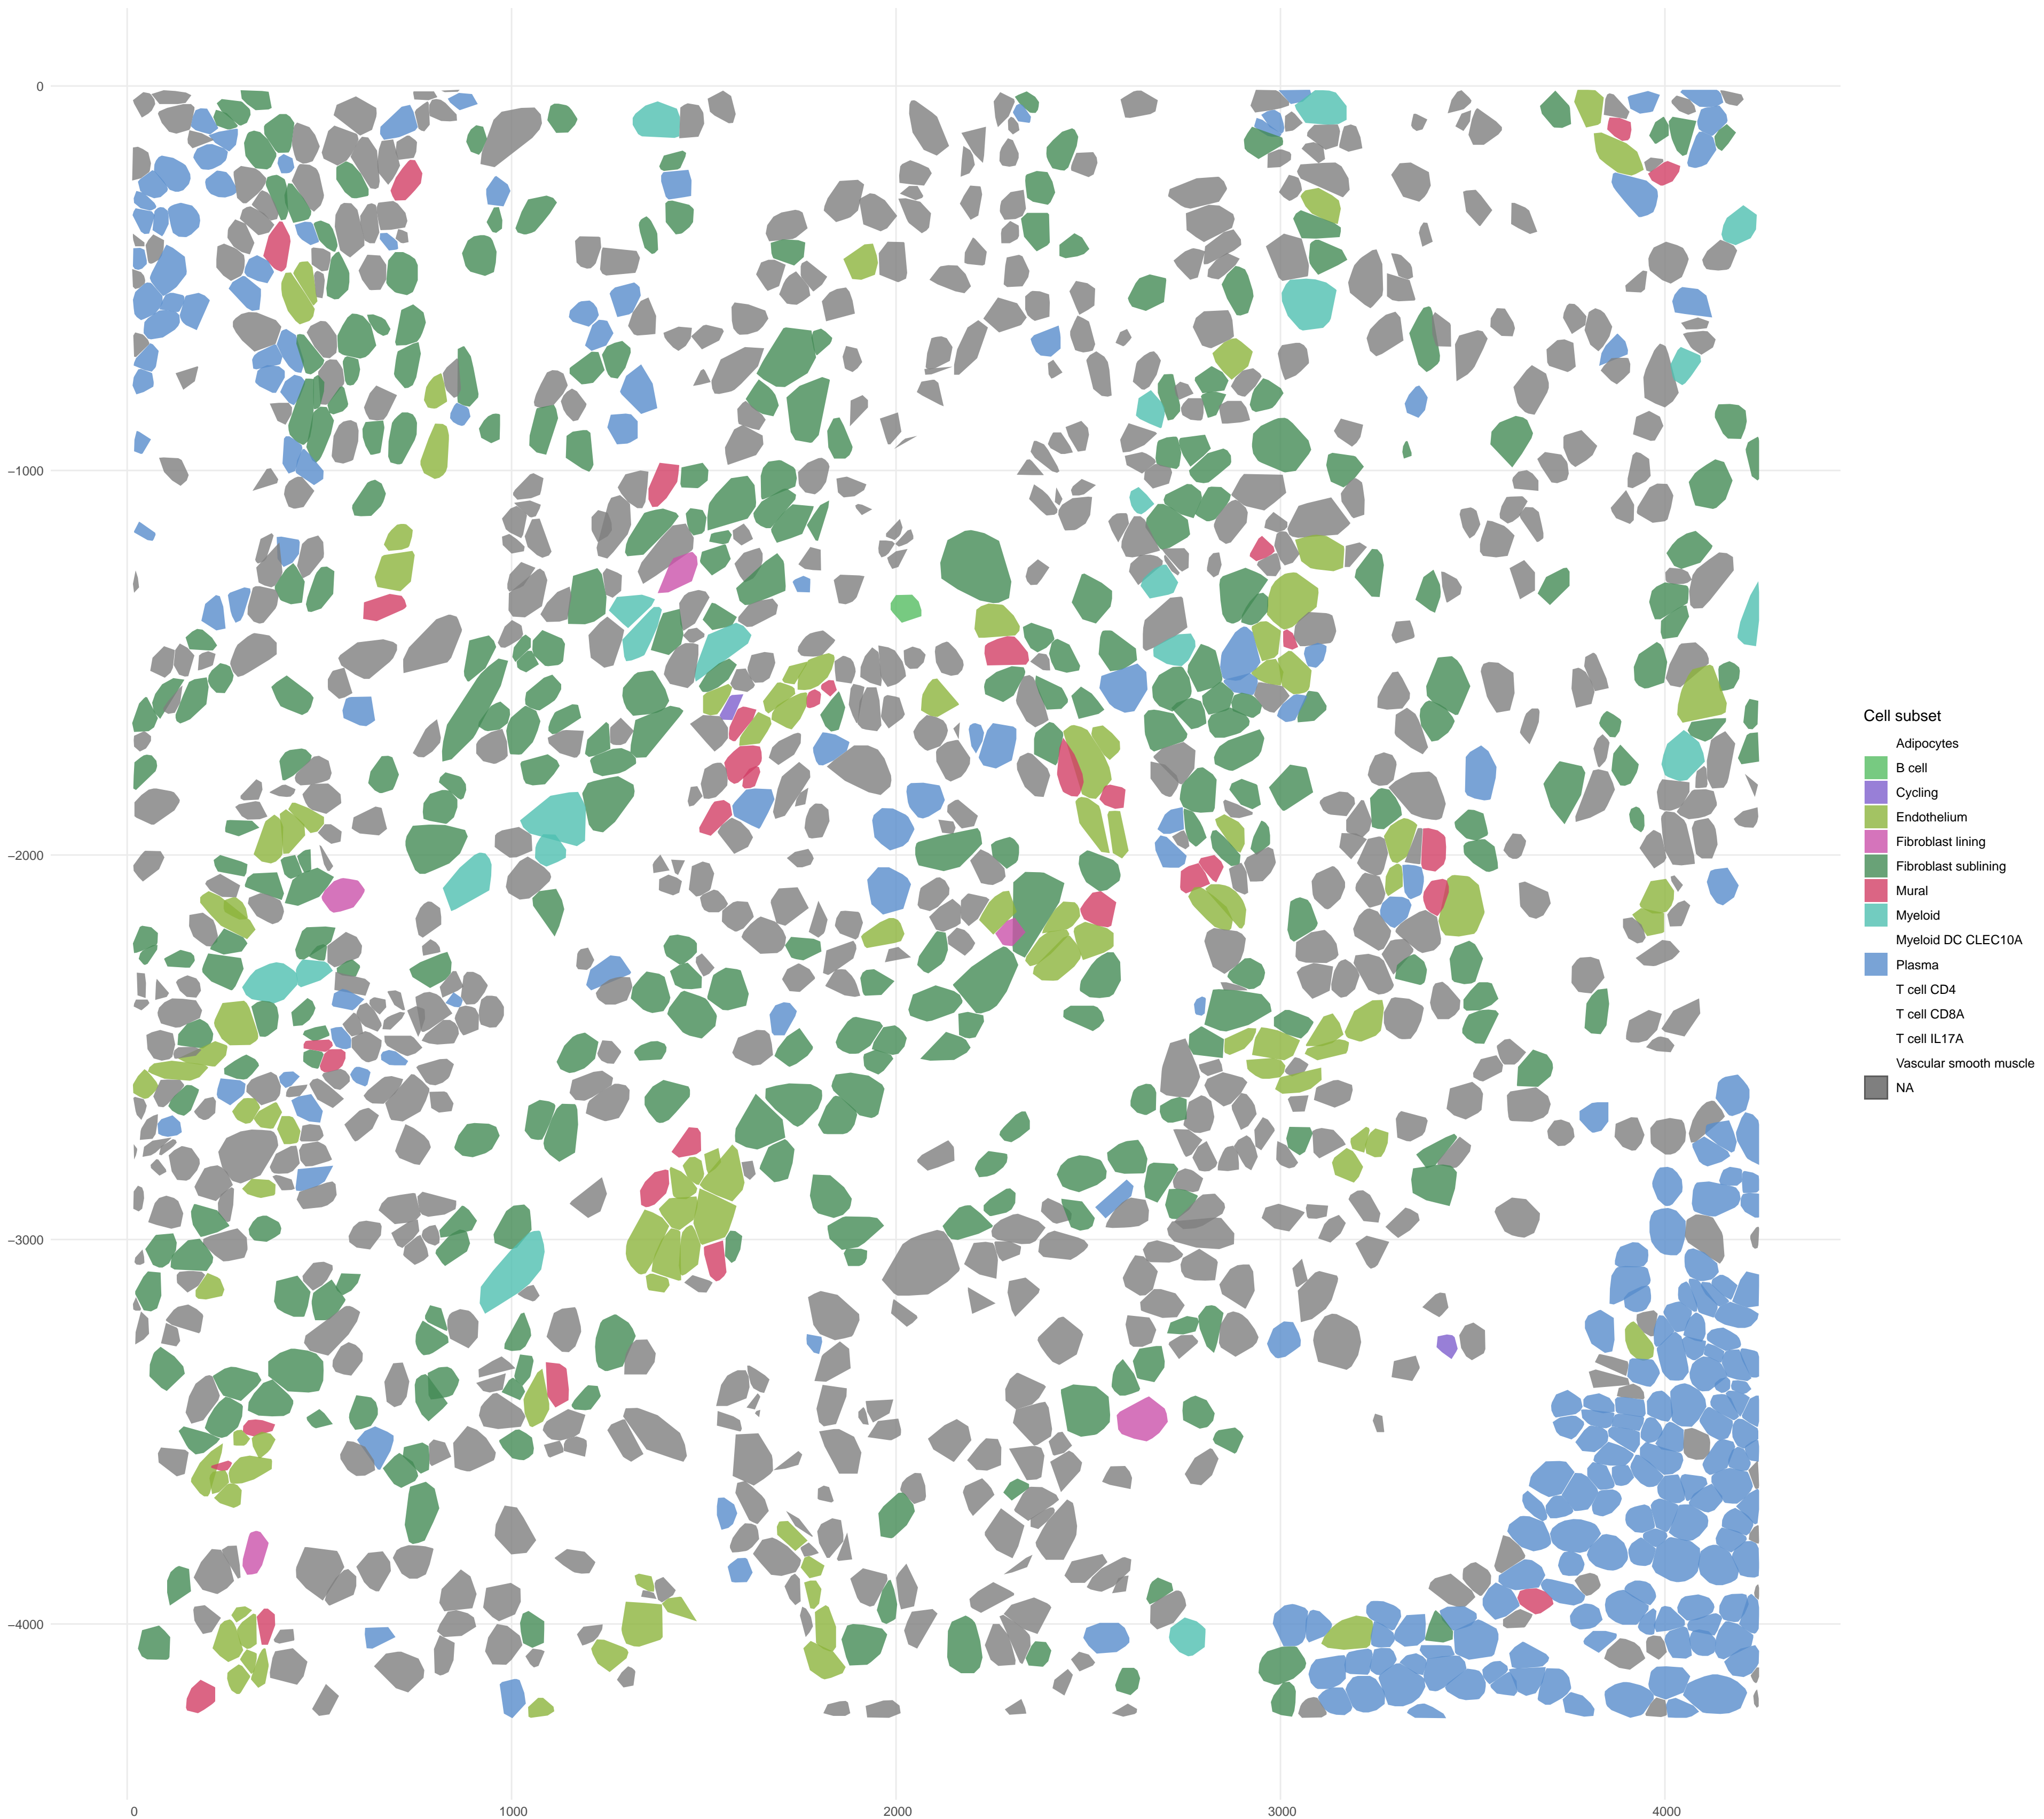 0
−1000
−2000
−3000
−4000
0
1000
2000
3000
4000
Cell subset
Adipocytes
B cell
Cycling
Endothelium
Fibroblast lining
Fibroblast sublining
Mural
Myeloid
Myeloid DC CLEC10A
Plasma
T cell CD4
T cell CD8A
T cell IL17A
Vascular smooth muscle
NA